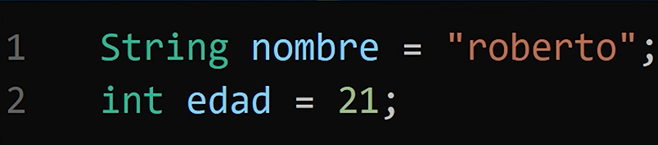 1 String nombre = "roberto";
2 int edad = 21;